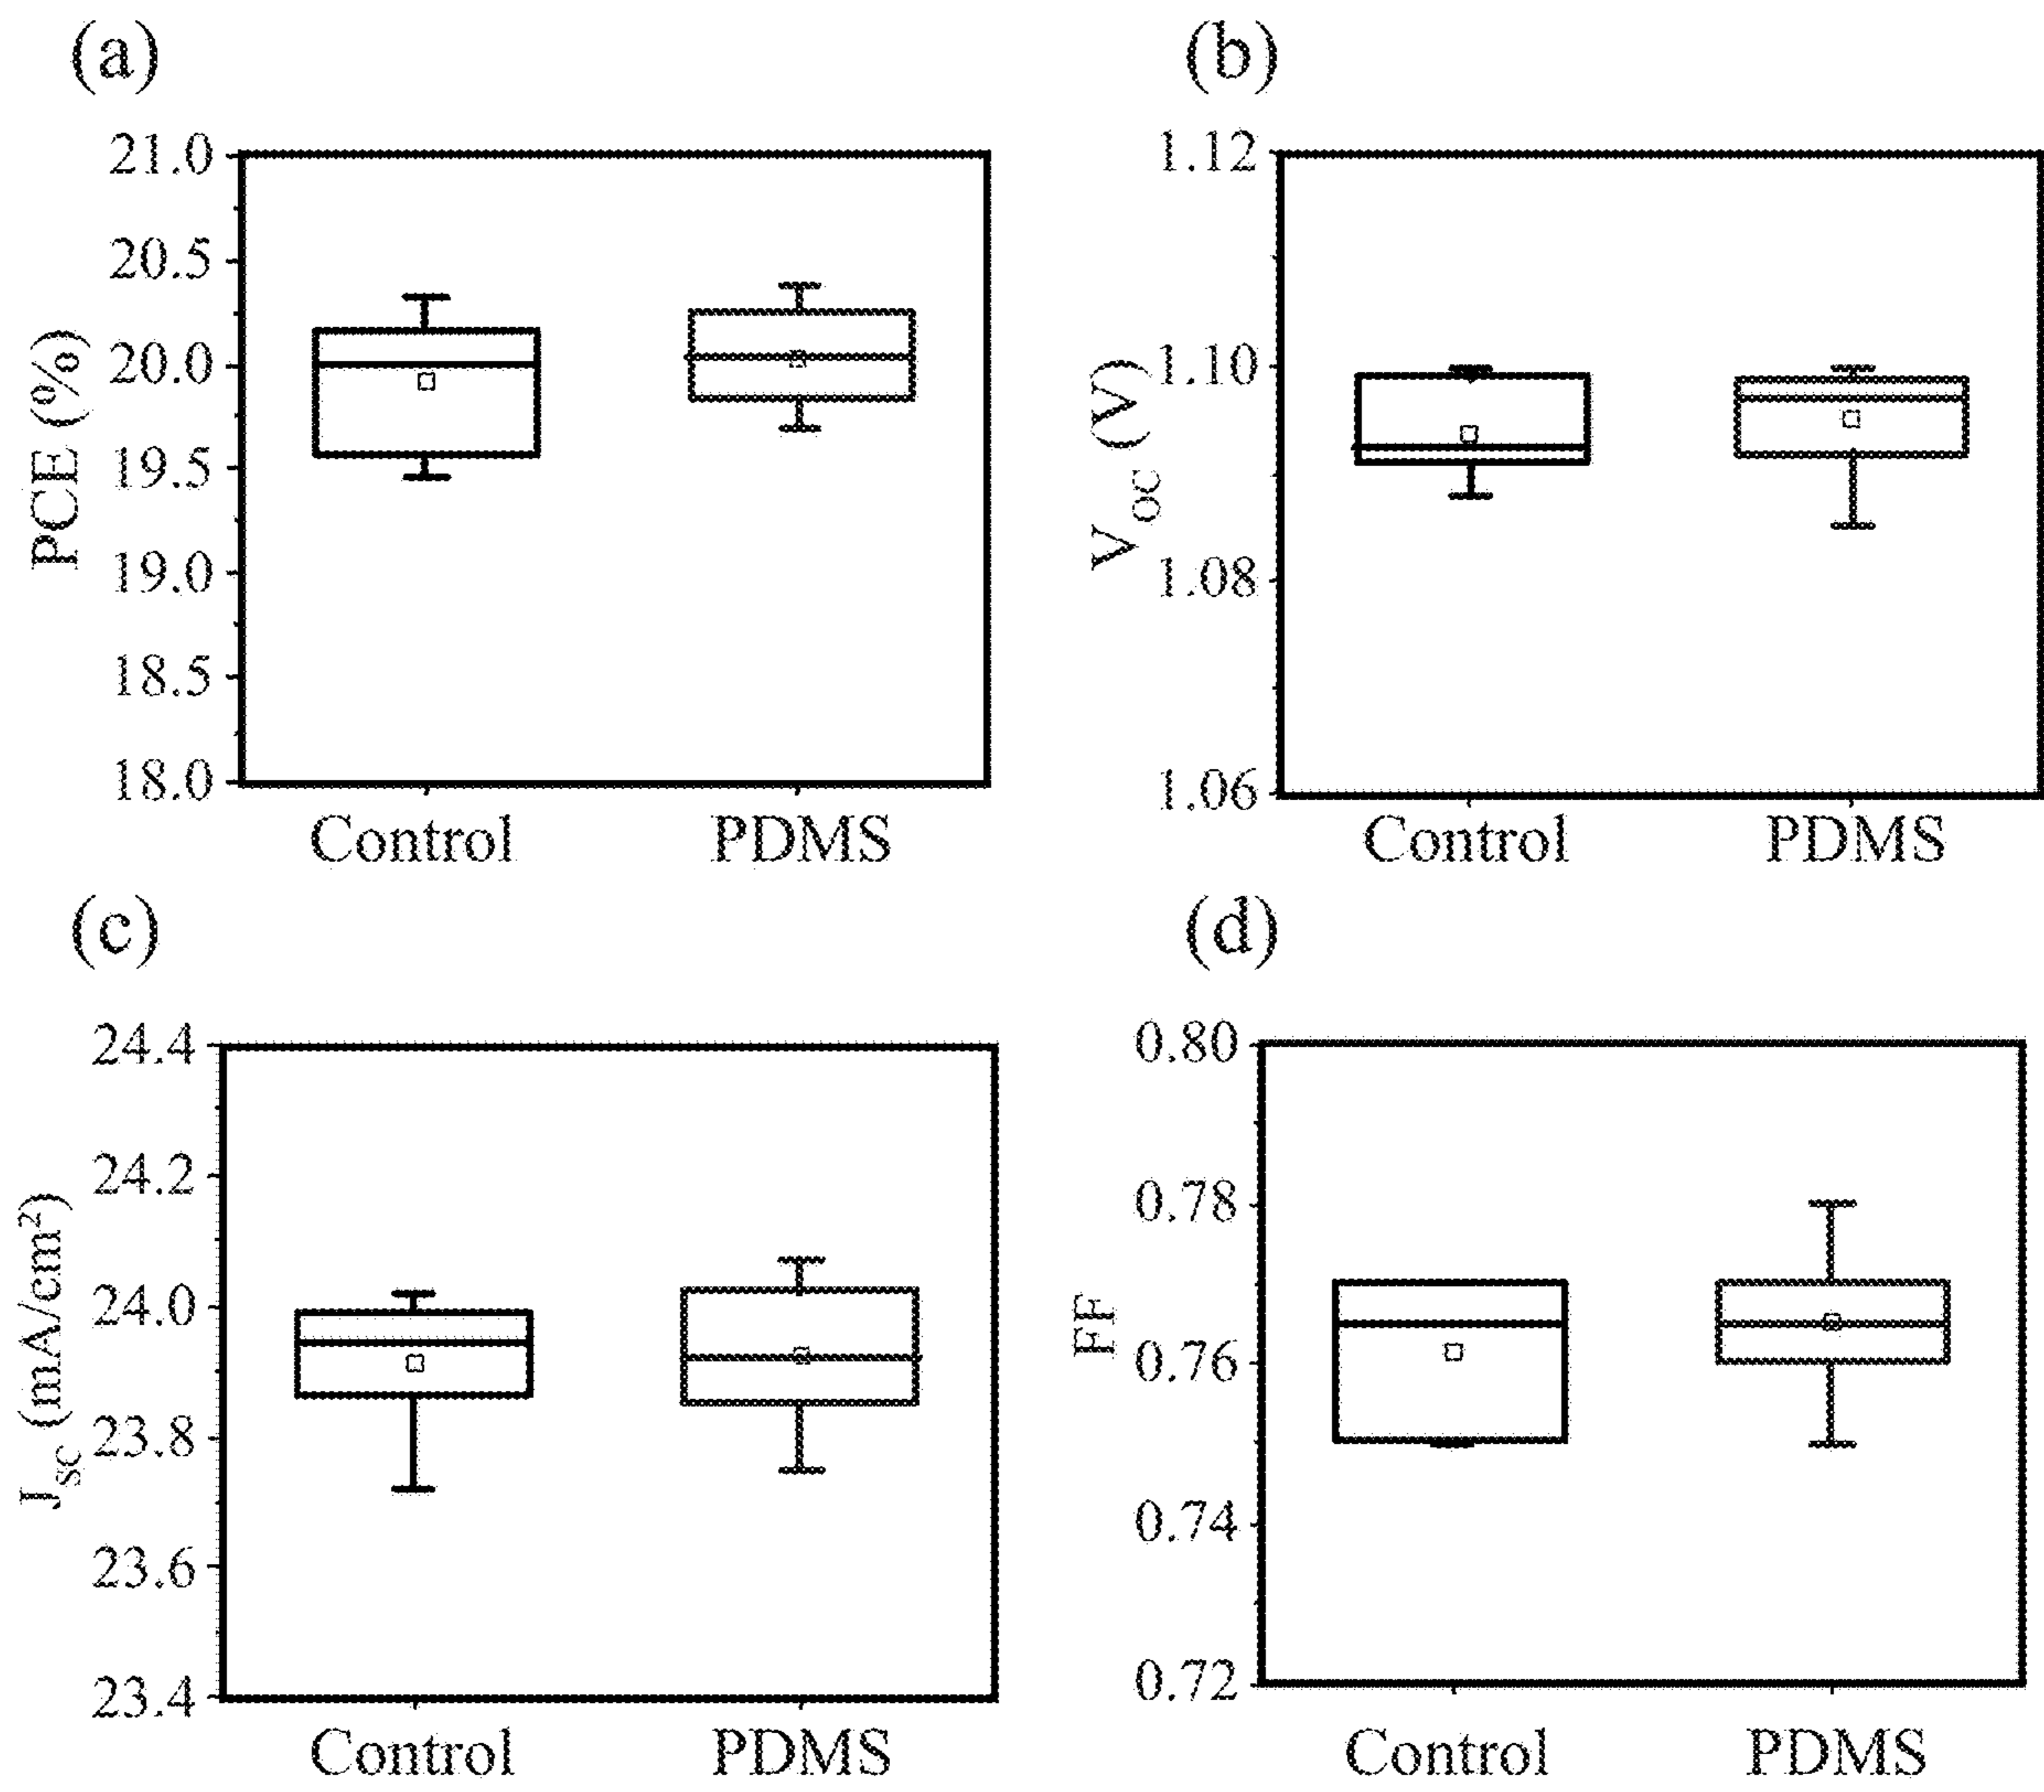 (a)
(b)
21.0
20.5
20.0
19.5
19.0
18.5
18.0
PCE (%)
Control
PDMS
1.12
1.10
1.08
1.06
V_OC (V)
Control
PDMS
(c)
(d)
24.4
24.2
24.0
23.8
23.6
23.4
J_SC (mA/cm²)
Control
PDMS
0.80
0.78
0.76
0.74
0.72
FF
Control
PDMS